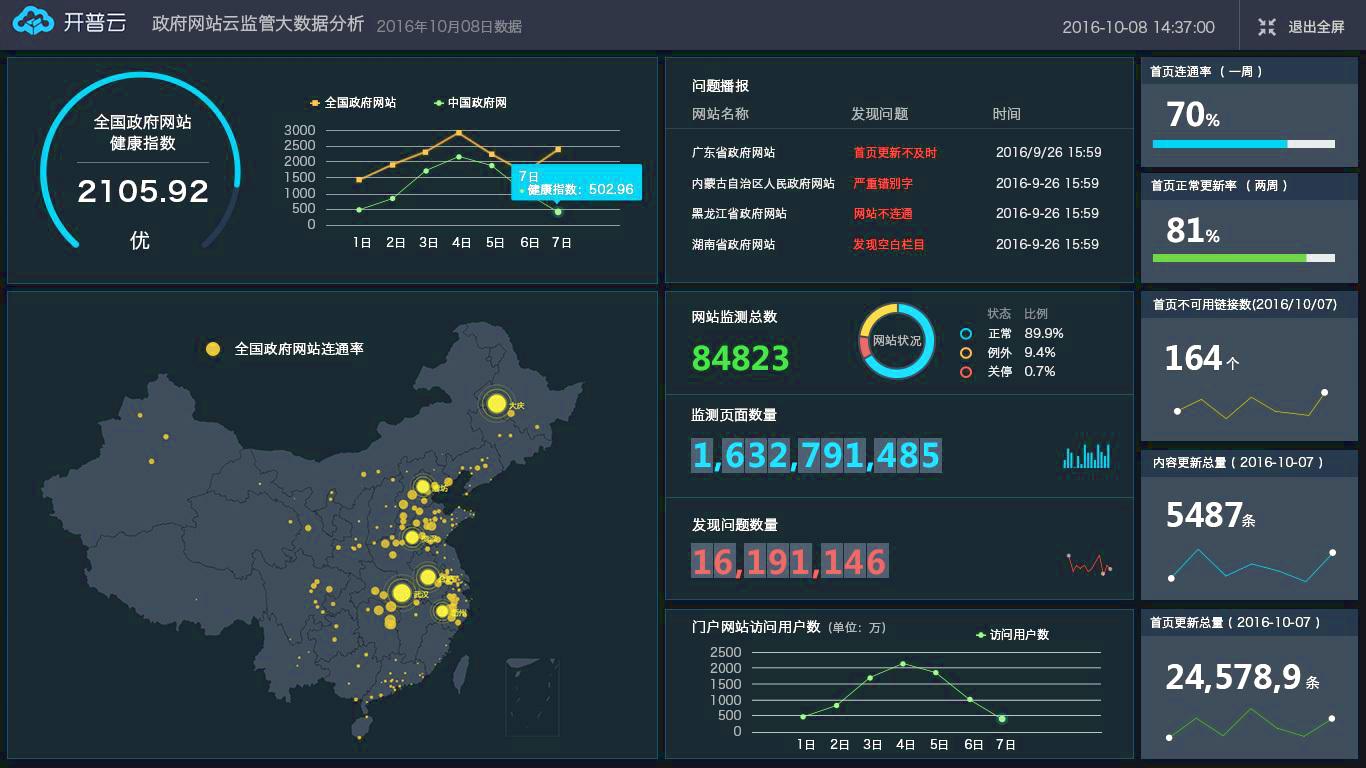 开普云 政府网站云监管大数据分析 2016年10月08日数据 2016-10-08 14:37:00 退出全屏
全国政府网站
健康指数
2105.92
优
全国政府网站 中国政府网
3000
2500
2000
1500
1000
500
0
7日
健康指数：502.96
1日 2日 3日 4日 5日 6日 7日
问题播报
网站名称 发现问题 时间
广东省政府网站 首页更新不及时 2016/9/26 15:59
内蒙古自治区人民政府网站 严重错别字 2016-9-26 15:59
黑龙江省政府网站 网站不连通 2016-9-26 15:59
湖南省政府网站 发现空白栏目 2016-9-26 15:59
首页连通率 （ 一周 ）
70%
首页正常更新率 （ 两周 ）
81%
全国政府网站连通率
大庆
武汉
网站监测总数
84823
网站状况
状态 比例
正常 89.9%
例外 9.4%
关停 0.7%
监测页面数量
1,632,791,485
发现问题数量
16,191,146
门户网站访问用户数 (单位：万)
访问用户数
2500
2000
1500
1000
500
0
1日 2日 3日 4日 5日 6日 7日
首页不可用链接数(2016/10/07)
164 个
内容更新总量 ( 2016-10-07 )
5487条
首页更新总量 ( 2016-10-07 )
24,578,9 条